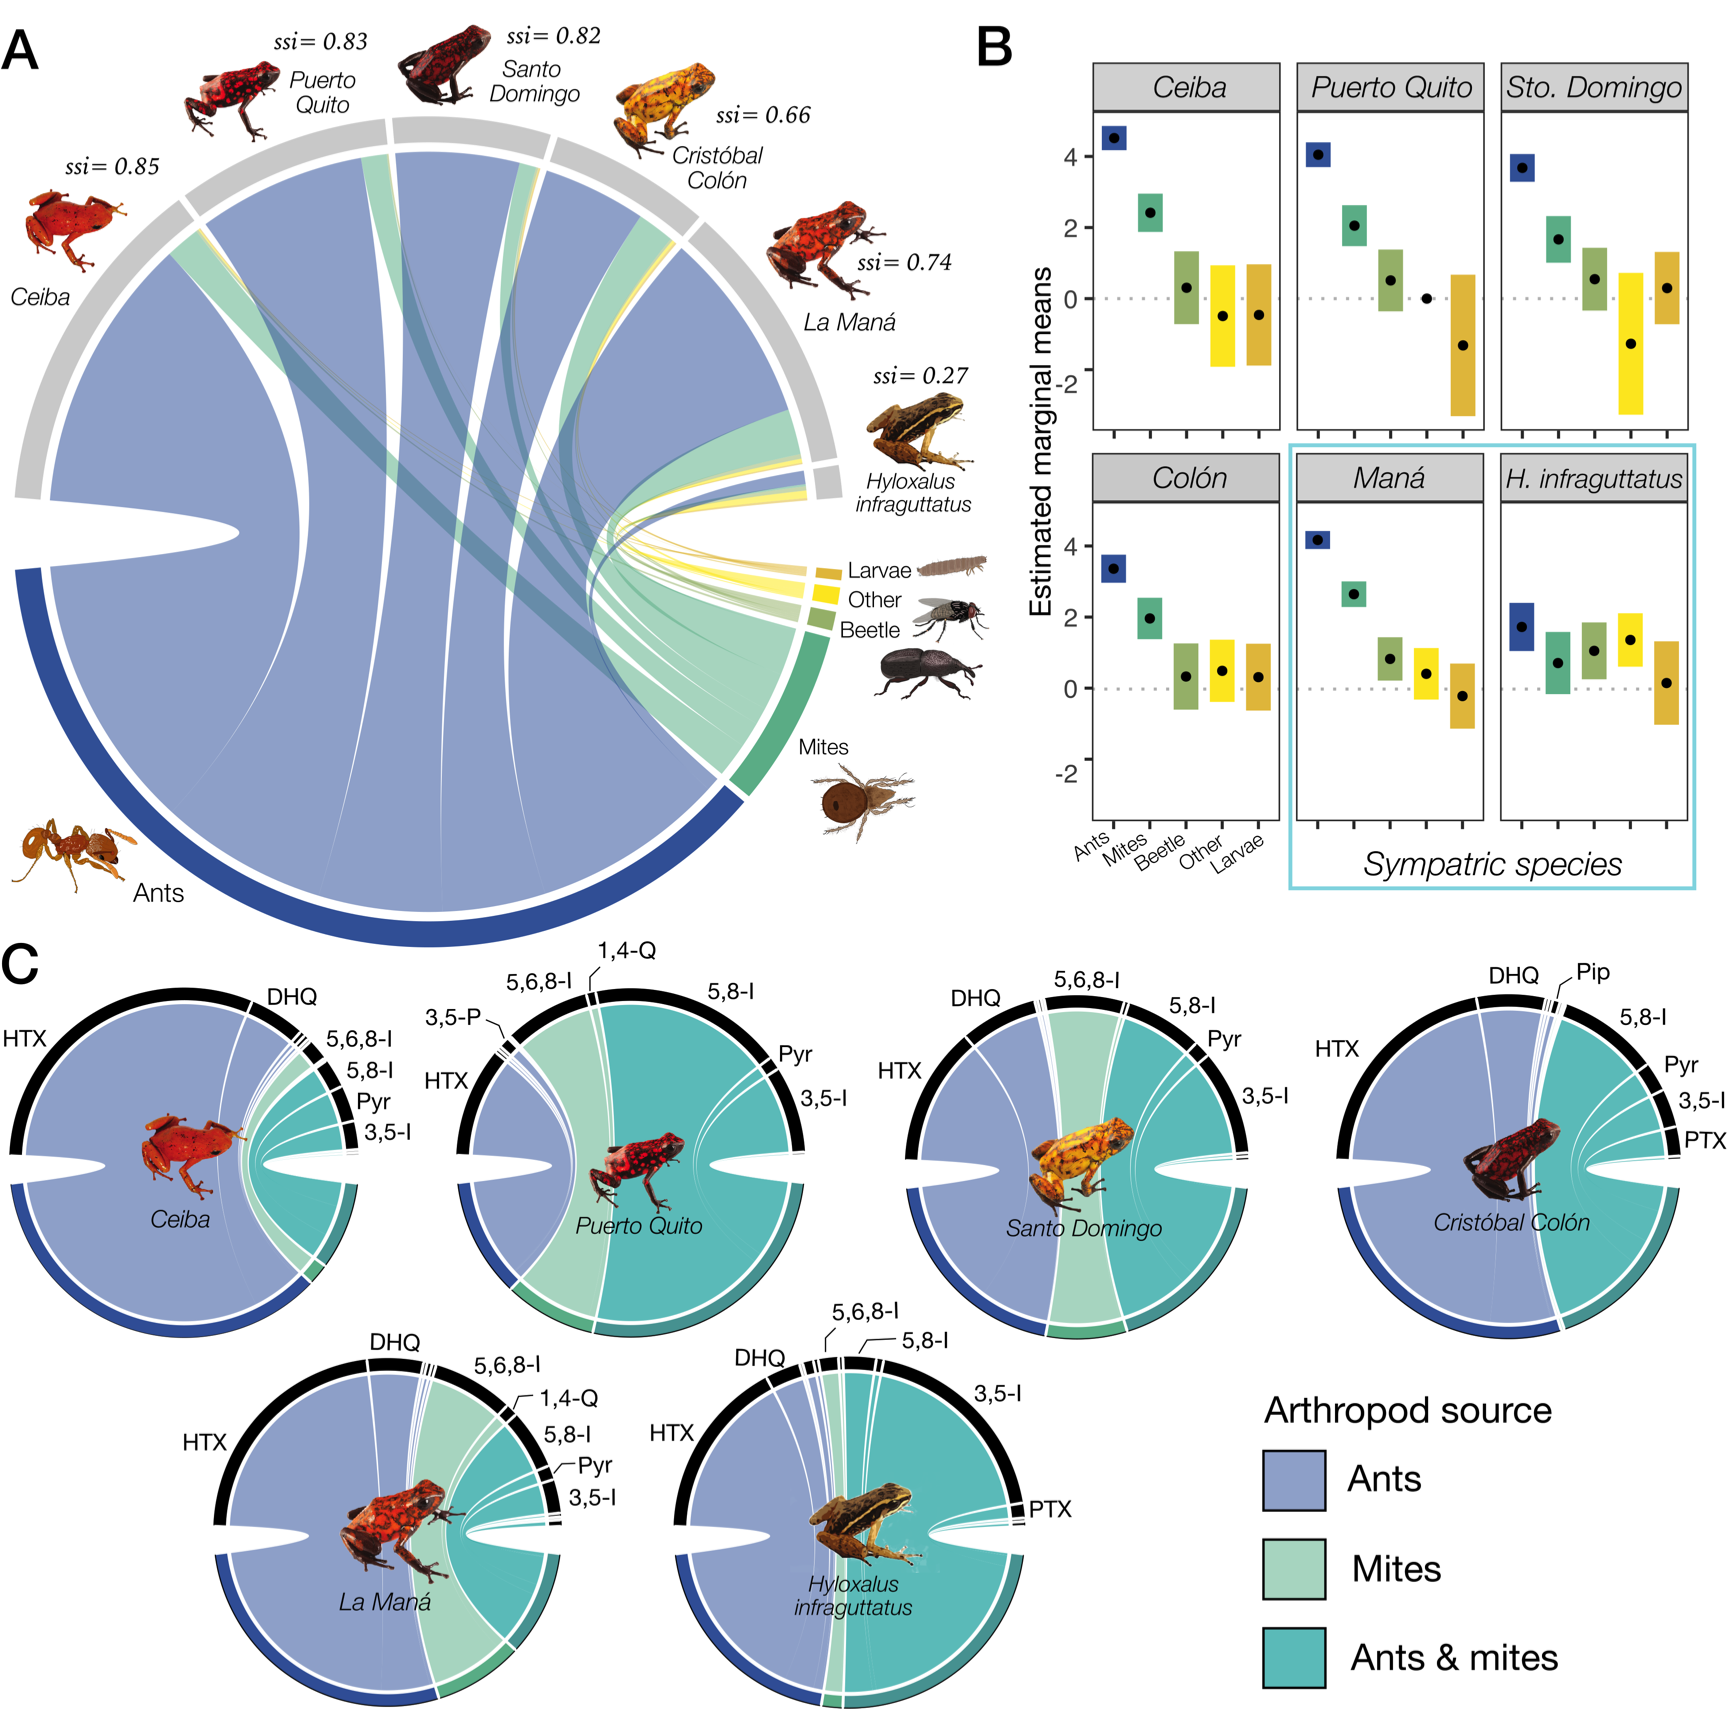 A
ssi= 0.85
Ceiba
ssi= 0.83
Puerto
Quito
ssi= 0.82
Santo
Domingo
ssi= 0.66
Cristóbal
Colón
ssi= 0.74
La Maná
ssi= 0.27
Hyloxalus
infraguttatus
Larvae
Other
Beetle
Mites
Ants
B
Estimated marginal means
Ceiba
Puerto Quito
Sto. Domingo
4
2
0
-2
Colón
Maná
H. infraguttatus
4
2
0
-2
Ants
Mites
Beetle
Other
Larvae
Sympatric species
C
HTX
DHQ
5,6,8-I
5,8-I
Pyr
3,5-I
Ceiba
HTX
3,5-P
5,6,8-I
1,4-Q
5,8-I
Pyr
3,5-I
Puerto Quito
HTX
DHQ
5,6,8-I
5,8-I
Pyr
3,5-I
Santo Domingo
HTX
DHQ
Pip
5,8-I
Pyr
3,5-I
PTX
Cristóbal Colón
HTX
DHQ
5,6,8-I
1,4-Q
5,8-I
Pyr
3,5-I
La Maná
HTX
DHQ
5,6,8-I
5,8-I
3,5-I
PTX
Hyloxalus
infraguttatus
Arthropod source
Ants
Mites
Ants & mites